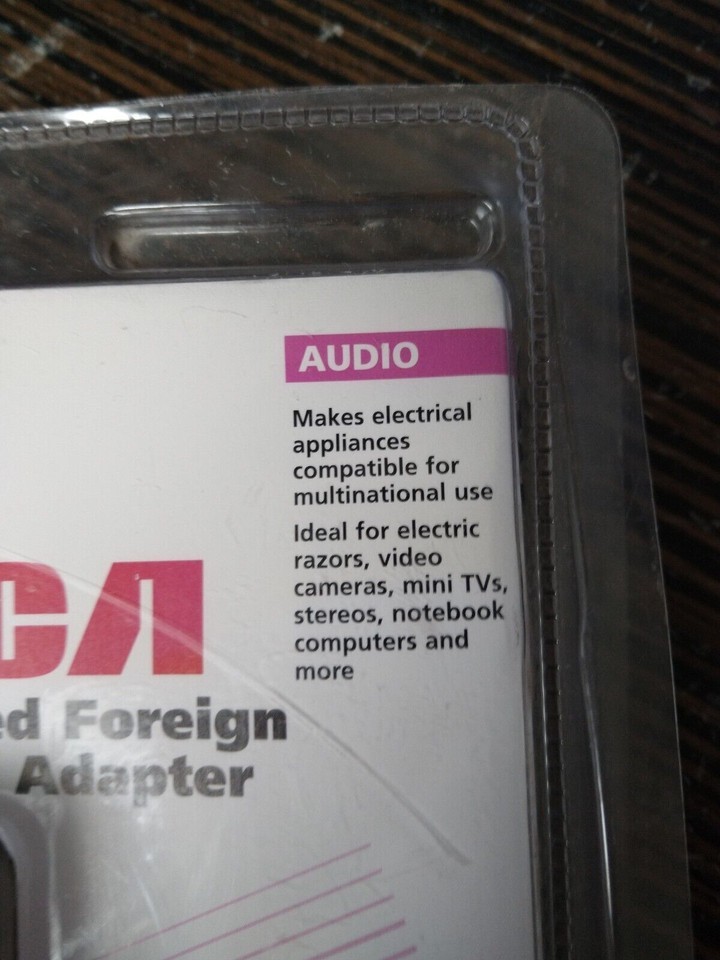 AUDIO
Makes electrical
appliances
compatible for
multinational use
Ideal for electric
razors, video
cameras, mini TVs,
stereos, notebook
computers and
more
CA
ed Foreign
Adapter